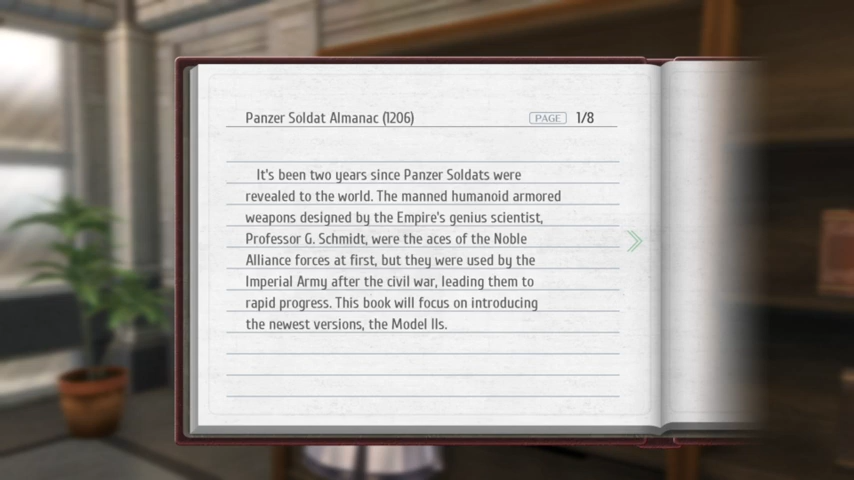 Panzer Soldat Almanac (1206) PAGE 1/8
It's been two years since Panzer Soldats were
revealed to the world. The manned humanoid armored
weapons designed by the Empire's genius scientist,
Professor G. Schmidt, were the aces of the Noble
Alliance forces at first, but they were used by the
Imperial Army after the civil war, leading them to
rapid progress. This book will focus on introducing
the newest versions, the Model IIs.